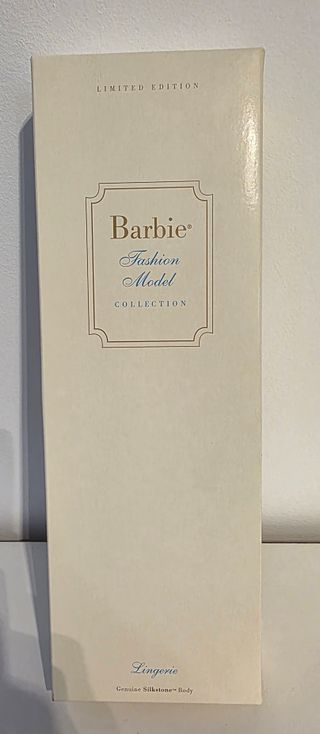 LIMITED EDITION
Barbie®
Fashion
Model
COLLECTION
Lingerie
Genuine Silkstone™ Body